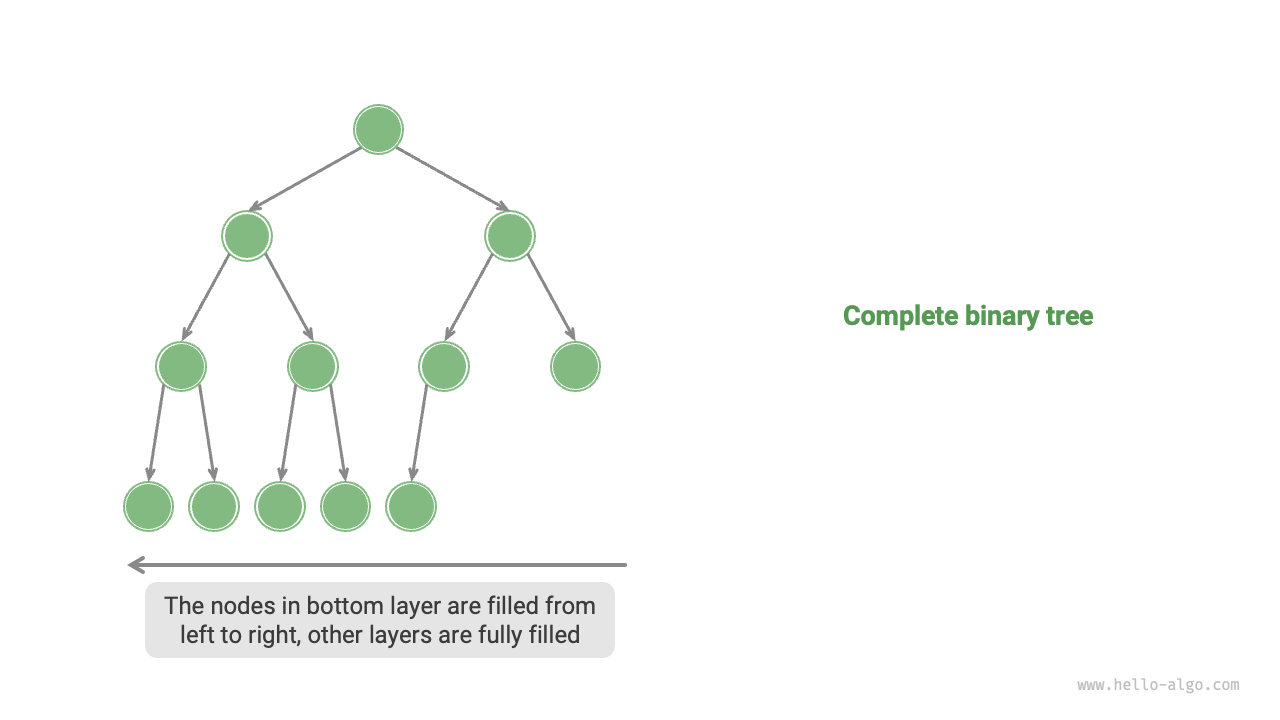 Complete binary tree
The nodes in bottom layer are filled from
left to right, other layers are fully filled
www.hello-algo.com